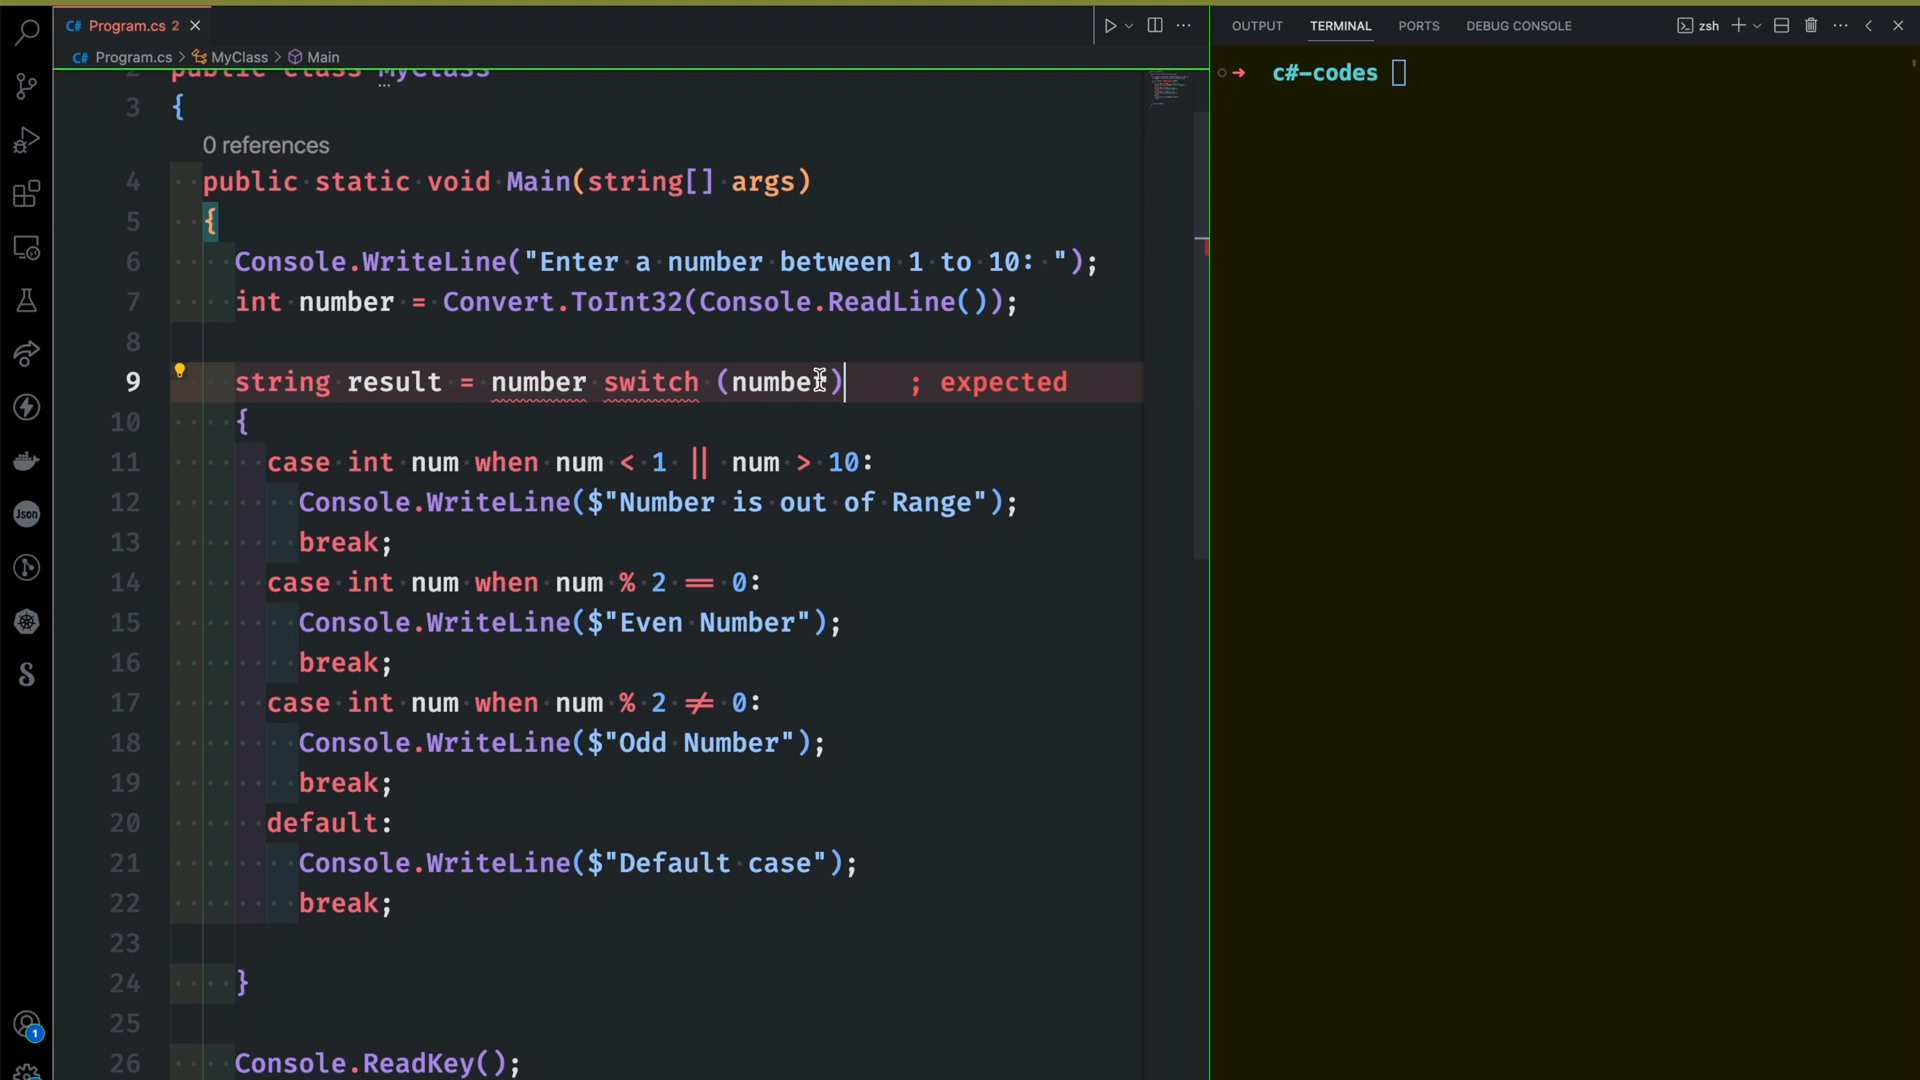 C# Program.cs 2
OUTPUT TERMINAL PORTS DEBUG CONSOLE zsh
C# Program.cs > MyClass > Main
2 public class MyClass
➜ c#-codes
3 {
0 references
4 public static void Main(string[] args)
5 {
6 Console.WriteLine("Enter a number between 1 to 10: ");
7 int number = Convert.ToInt32(Console.ReadLine());
8
9 string result = number switch (number) ; expected
10 {
11 case int num when num < 1 || num > 10:
12 Console.WriteLine($"Number is out of Range");
13 break;
14 case int num when num % 2 == 0:
15 Console.WriteLine($"Even Number");
16 break;
17 case int num when num % 2 ≠ 0:
18 Console.WriteLine($"Odd Number");
19 break;
20 default:
21 Console.WriteLine($"Default case");
22 break;
23
24 }
25
26 Console.ReadKey();
Json
1